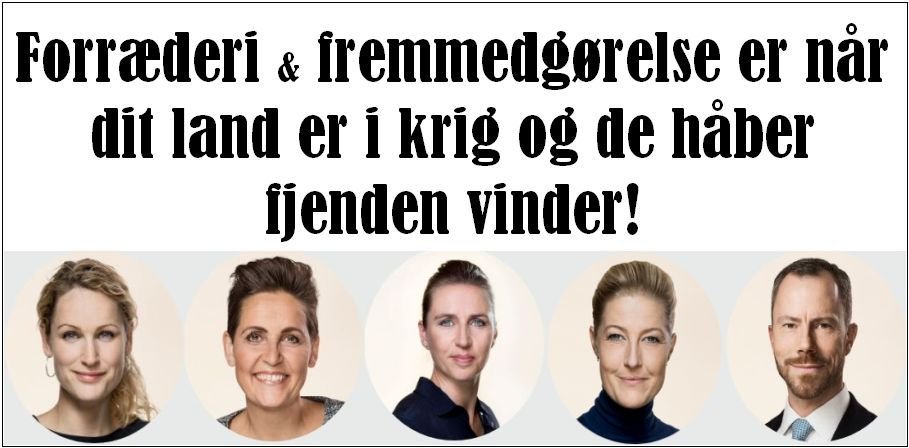 Forræderi & fremmedgørelse er når
dit land er i krig og de håber
fjenden vinder!